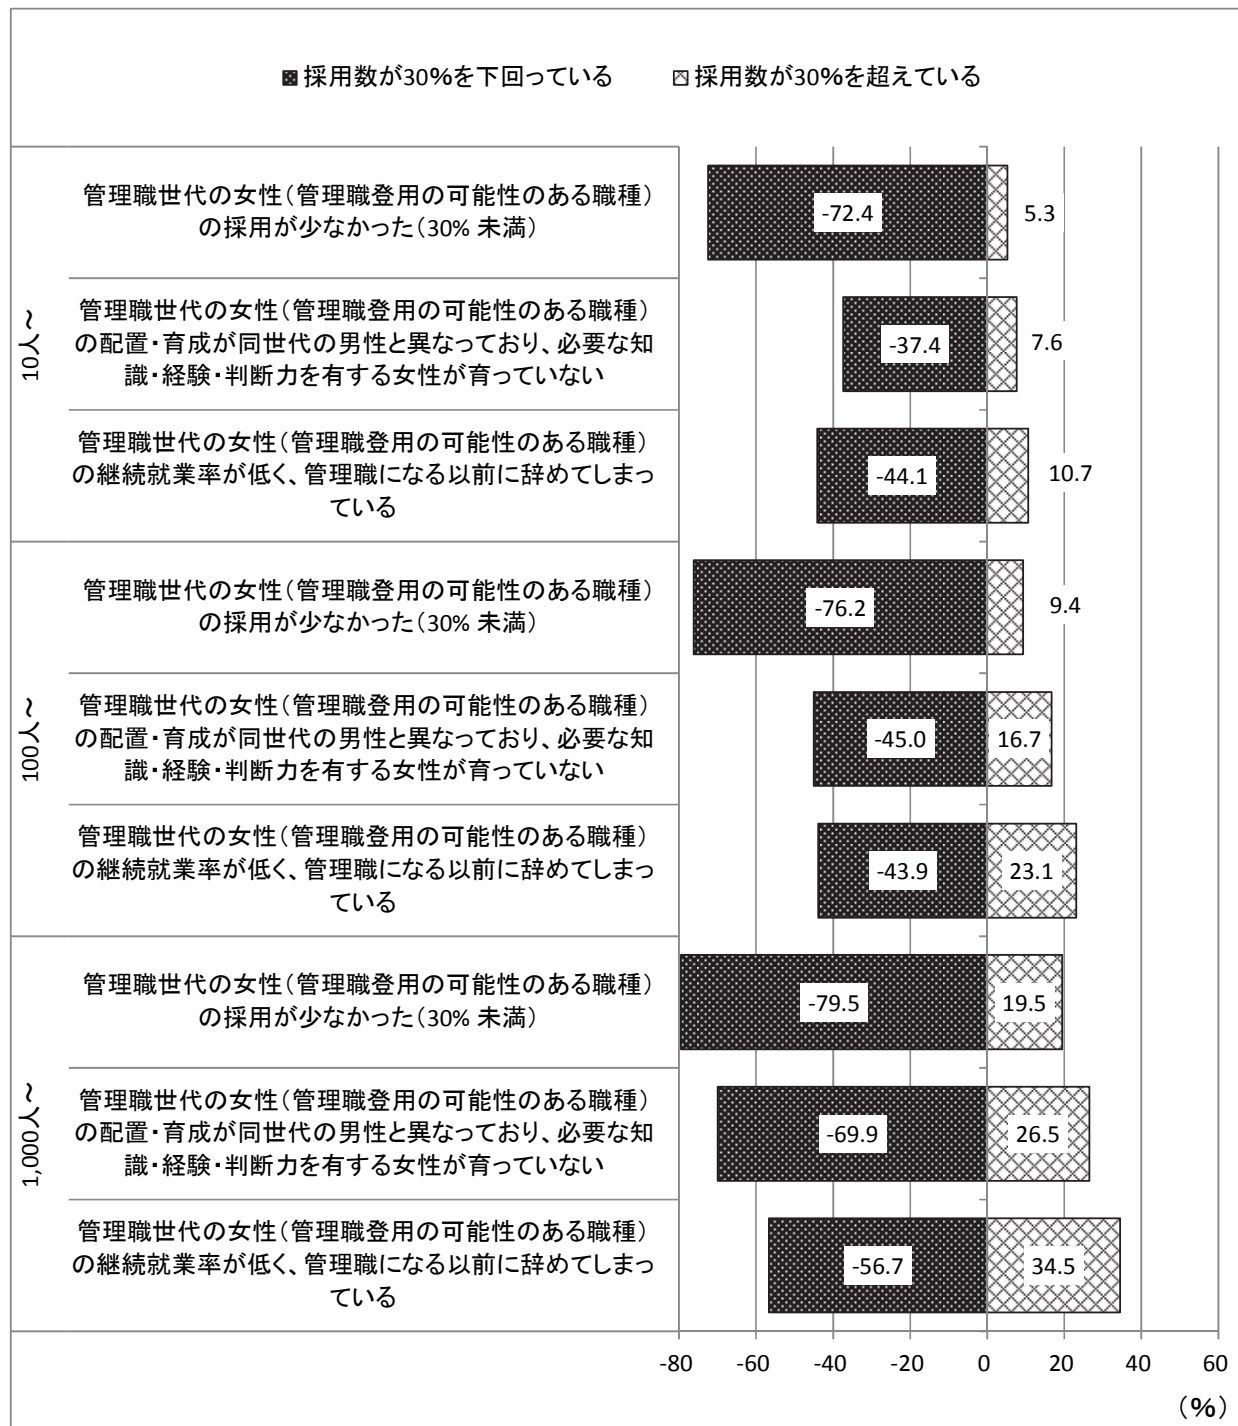 ■採用数が30%を下回っている　採用数が30%を超えている
10人～
管理職世代の女性（管理職登用の可能性のある職種）
の採用が少なかった（30% 未満）
-72.4
5.3
管理職世代の女性（管理職登用の可能性のある職種）
の配置・育成が同世代の男性と異なっており、必要な知
識・経験・判断力を有する女性が育っていない
-37.4
7.6
管理職世代の女性（管理職登用の可能性のある職種）
の継続就業率が低く、管理職になる以前に辞めてしまっ
ている
-44.1
10.7
100人～
管理職世代の女性（管理職登用の可能性のある職種）
の採用が少なかった（30% 未満）
-76.2
9.4
管理職世代の女性（管理職登用の可能性のある職種）
の配置・育成が同世代の男性と異なっており、必要な知
識・経験・判断力を有する女性が育っていない
-45.0
16.7
管理職世代の女性（管理職登用の可能性のある職種）
の継続就業率が低く、管理職になる以前に辞めてしまっ
ている
-43.9
23.1
1,000人～
管理職世代の女性（管理職登用の可能性のある職種）
の採用が少なかった（30% 未満）
-79.5
19.5
管理職世代の女性（管理職登用の可能性のある職種）
の配置・育成が同世代の男性と異なっており、必要な知
識・経験・判断力を有する女性が育っていない
-69.9
26.5
管理職世代の女性（管理職登用の可能性のある職種）
の継続就業率が低く、管理職になる以前に辞めてしまっ
ている
-56.7
34.5
-80 -60 -40 -20 0 20 40 60
（%）